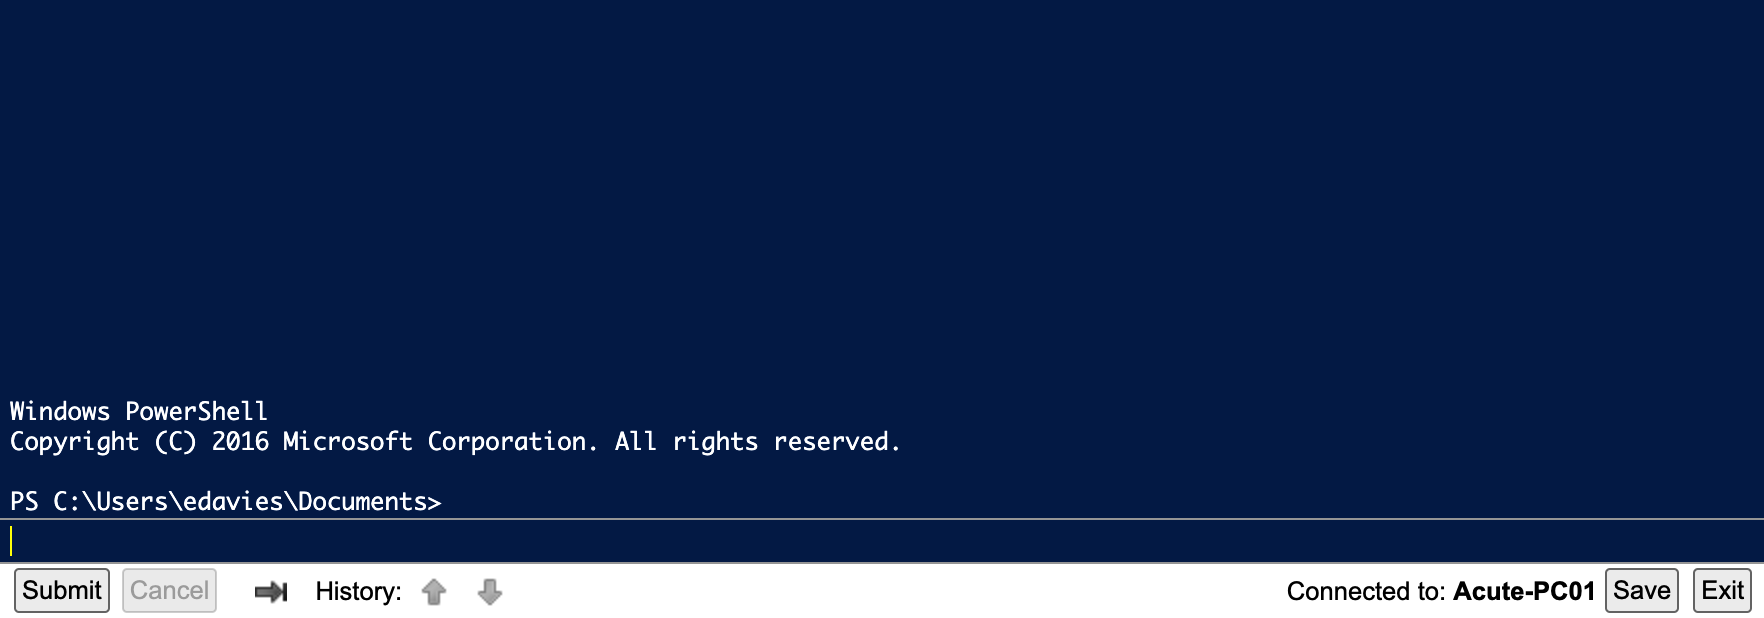 Windows PowerShell
Copyright (C) 2016 Microsoft Corporation. All rights reserved.
PS C:\Users\edavies\Documents>
Submit Cancel History: Connected to: Acute-PC01 Save Exit